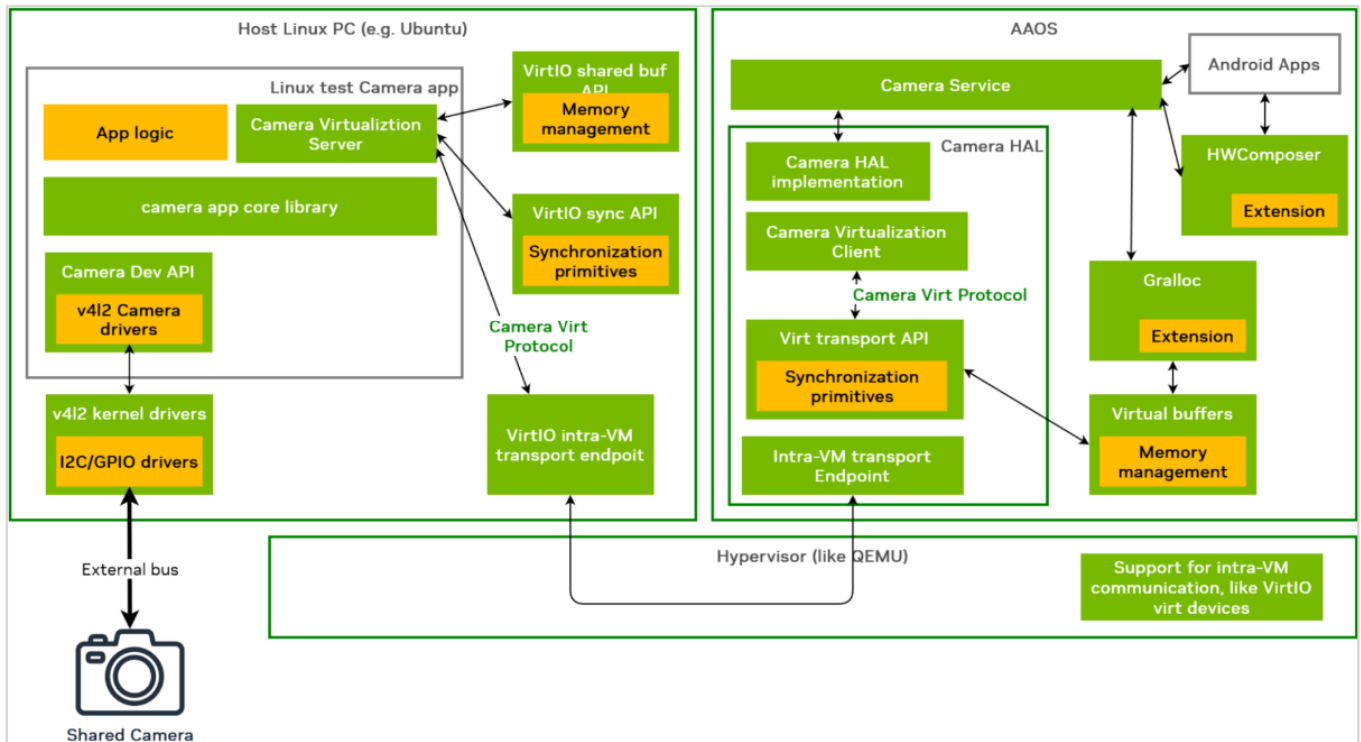 Host Linux PC (e.g. Ubuntu)
Linux test Camera app
App logic
Camera Virtualiztion
Server
camera app core library
Camera Dev API
v4l2 Camera
drivers
v4l2 kernel drivers
I2C/GPIO drivers
VirtIO shared buf
API
Memory
management
VirtIO sync API
Synchronization
primitives
Camera Virt
Protocol
VirtIO intra-VM
transport endpoit
External bus
Shared Camera
AAOS
Camera Service
Android Apps
Camera HAL
Camera HAL
implementation
Camera Virtualization
Client
Camera Virt Protocol
Virt transport API
Synchronization
primitives
Intra-VM transport
Endpoint
HWComposer
Extension
Gralloc
Extension
Virtual buffers
Memory
management
Hypervisor (like QEMU)
Support for intra-VM
communication, like VirtIO
virt devices